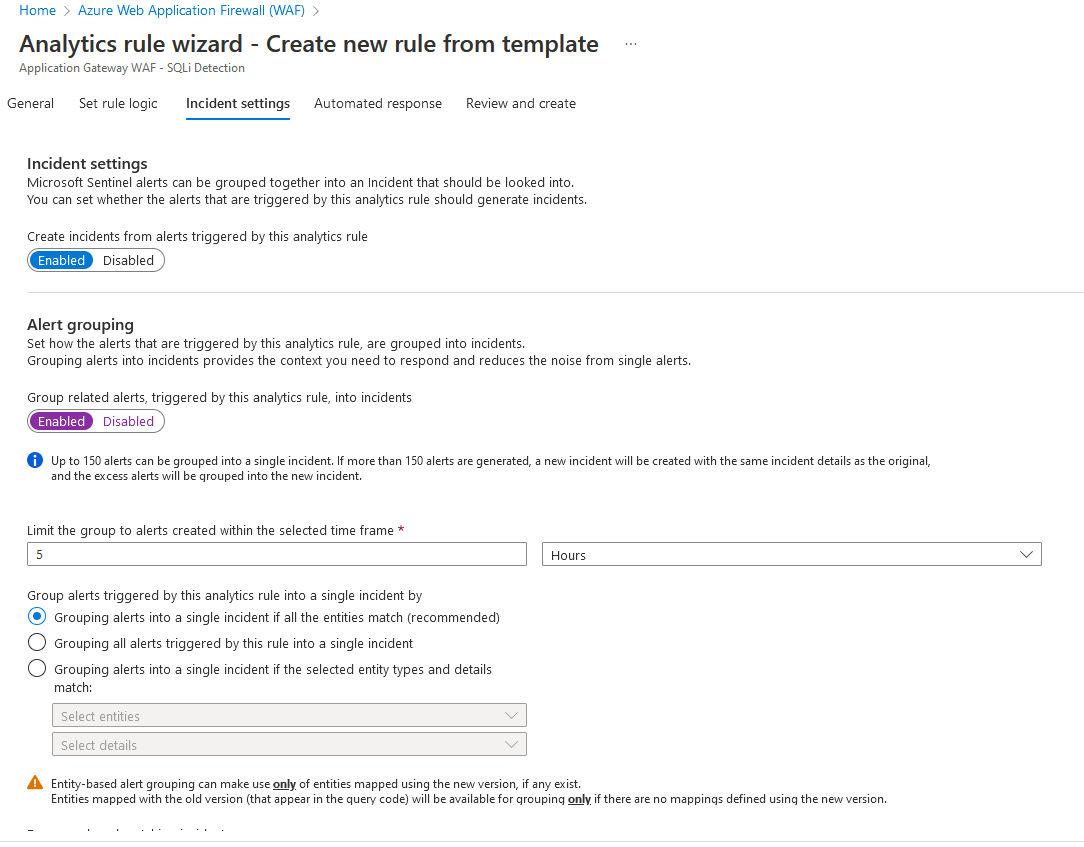 Home > Azure Web Application Firewall (WAF) >
Analytics rule wizard - Create new rule from template ...
Application Gateway WAF - SQLi Detection
General Set rule logic Incident settings Automated response Review and create
Incident settings
Microsoft Sentinel alerts can be grouped together into an Incident that should be looked into.
You can set whether the alerts that are triggered by this analytics rule should generate incidents.
Create incidents from alerts triggered by this analytics rule
Enabled Disabled
Alert grouping
Set how the alerts that are triggered by this analytics rule, are grouped into incidents.
Grouping alerts into incidents provides the context you need to respond and reduces the noise from single alerts.
Group related alerts, triggered by this analytics rule, into incidents
Enabled Disabled
Up to 150 alerts can be grouped into a single incident. If more than 150 alerts are generated, a new incident will be created with the same incident details as the original,
and the excess alerts will be grouped into the new incident.
Limit the group to alerts created within the selected time frame *
5 Hours
Group alerts triggered by this analytics rule into a single incident by
Grouping alerts into a single incident if all the entities match (recommended)
Grouping all alerts triggered by this rule into a single incident
Grouping alerts into a single incident if the selected entity types and details
match:
Select entities
Select details
Entity-based alert grouping can make use only of entities mapped using the new version, if any exist.
Entities mapped with the old version (that appear in the query code) will be available for grouping only if there are no mappings defined using the new version.